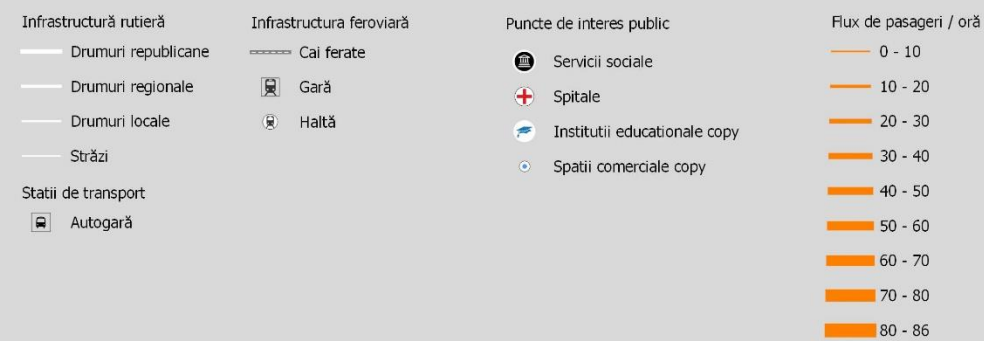 Infrastructură rutieră
Drumuri republicane
Drumuri regionale
Drumuri locale
Străzi
Statii de transport
Autogară
Infrastructura feroviară
Cai ferate
Gară
Haltă
Puncte de interes public
Servicii sociale
Spitale
Institutii educationale copy
Spatii comerciale copy
Flux de pasageri / oră
0 - 10
10 - 20
20 - 30
30 - 40
40 - 50
50 - 60
60 - 70
70 - 80
80 - 86